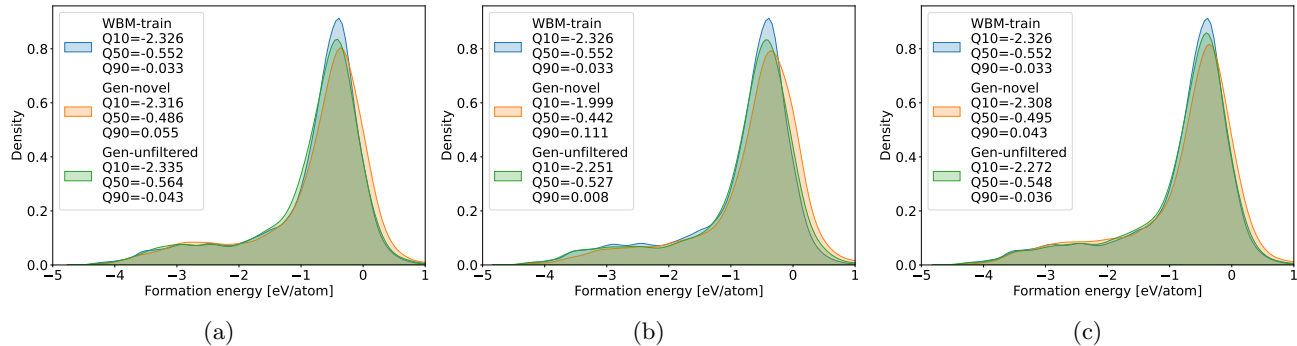 WBM-train
Q10=-2.326
Q50=-0.552
Q90=-0.033
Gen-novel
Q10=-2.316
Q50=-0.486
Q90=0.055
Gen-unfiltered
Q10=-2.335
Q50=-0.564
Q90=-0.043
Density
0.0
0.2
0.4
0.6
0.8
−5 −4 −3 −2 −1 0 1
Formation energy [eV/atom]
(a)
WBM-train
Q10=-2.326
Q50=-0.552
Q90=-0.033
Gen-novel
Q10=-1.999
Q50=-0.442
Q90=0.111
Gen-unfiltered
Q10=-2.251
Q50=-0.527
Q90=0.008
Density
0.0
0.2
0.4
0.6
0.8
−5 −4 −3 −2 −1 0 1
Formation energy [eV/atom]
(b)
WBM-train
Q10=-2.326
Q50=-0.552
Q90=-0.033
Gen-novel
Q10=-2.308
Q50=-0.495
Q90=0.043
Gen-unfiltered
Q10=-2.272
Q50=-0.548
Q90=-0.036
Density
0.0
0.2
0.4
0.6
0.8
−5 −4 −3 −2 −1 0 1
Formation energy [eV/atom]
(c)